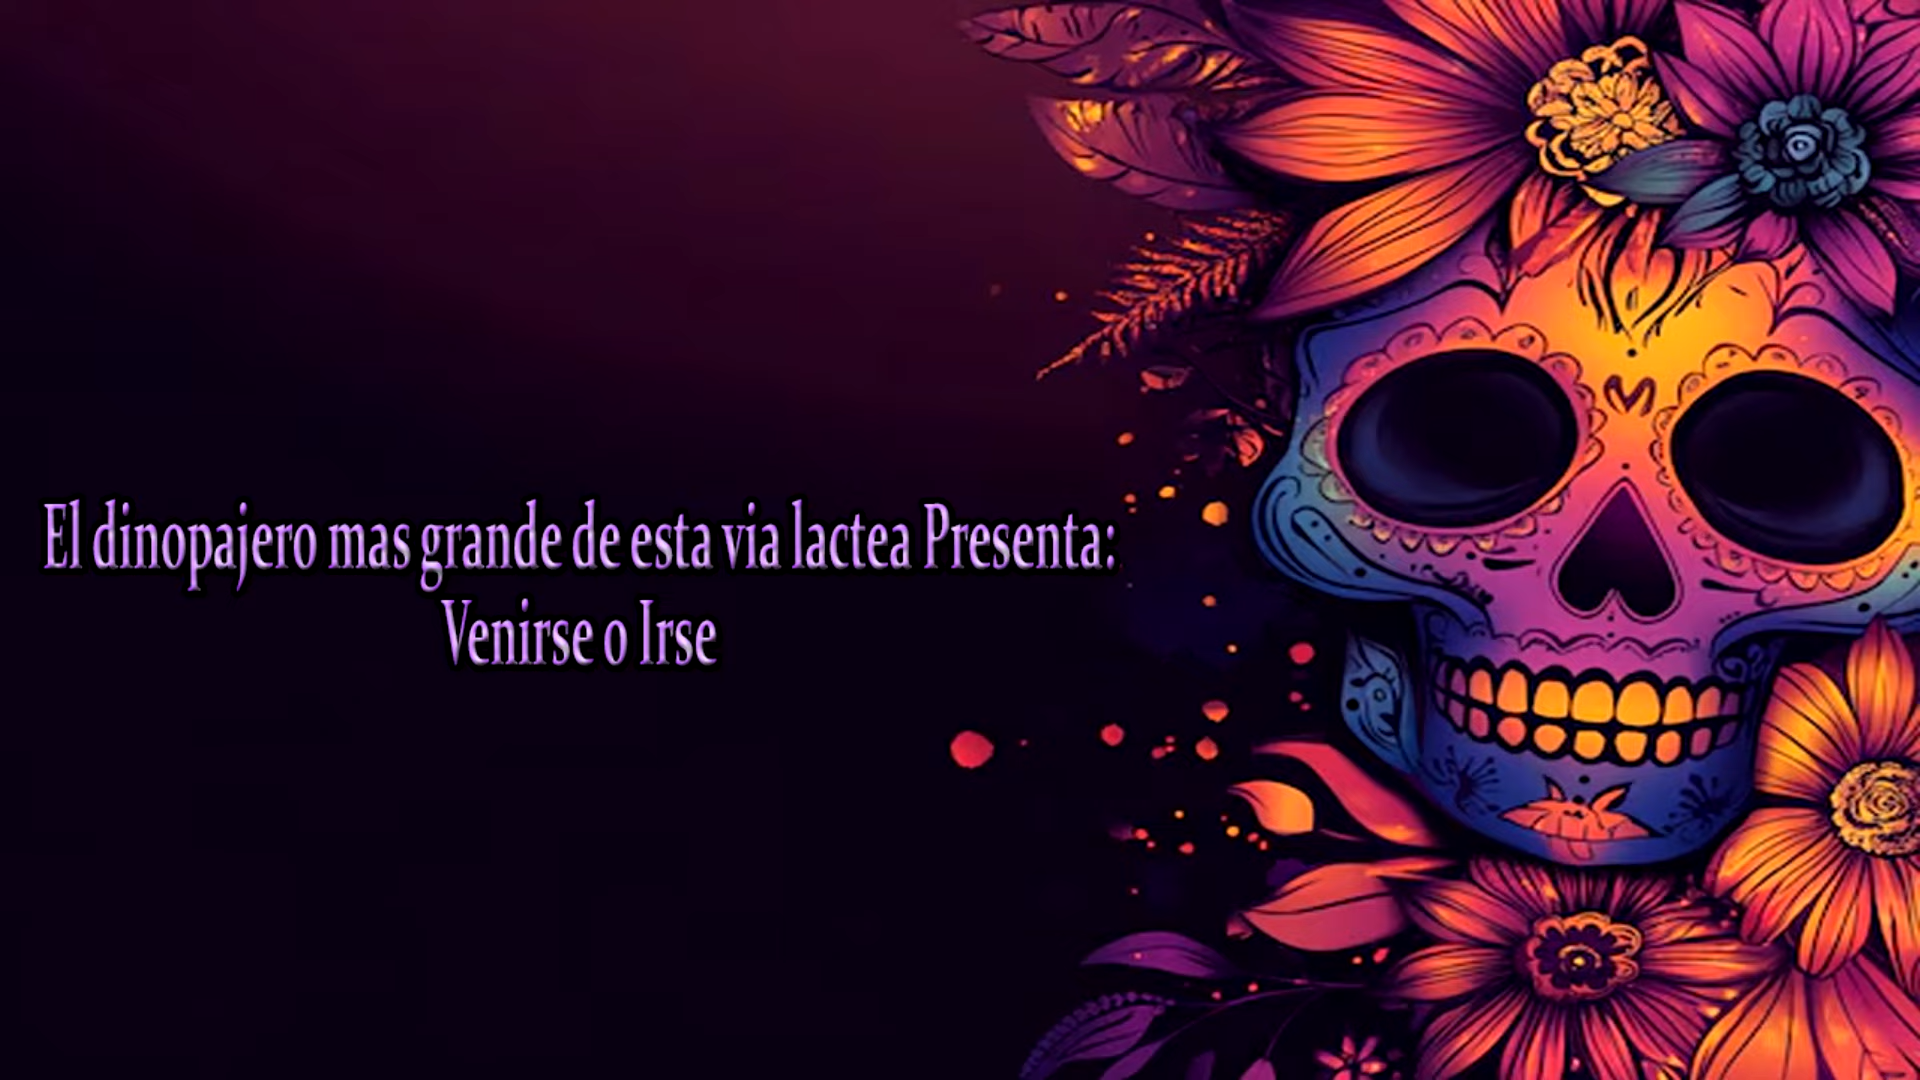 El dinopajero mas grande de esta via lactea Presenta:
Venirse o Irse